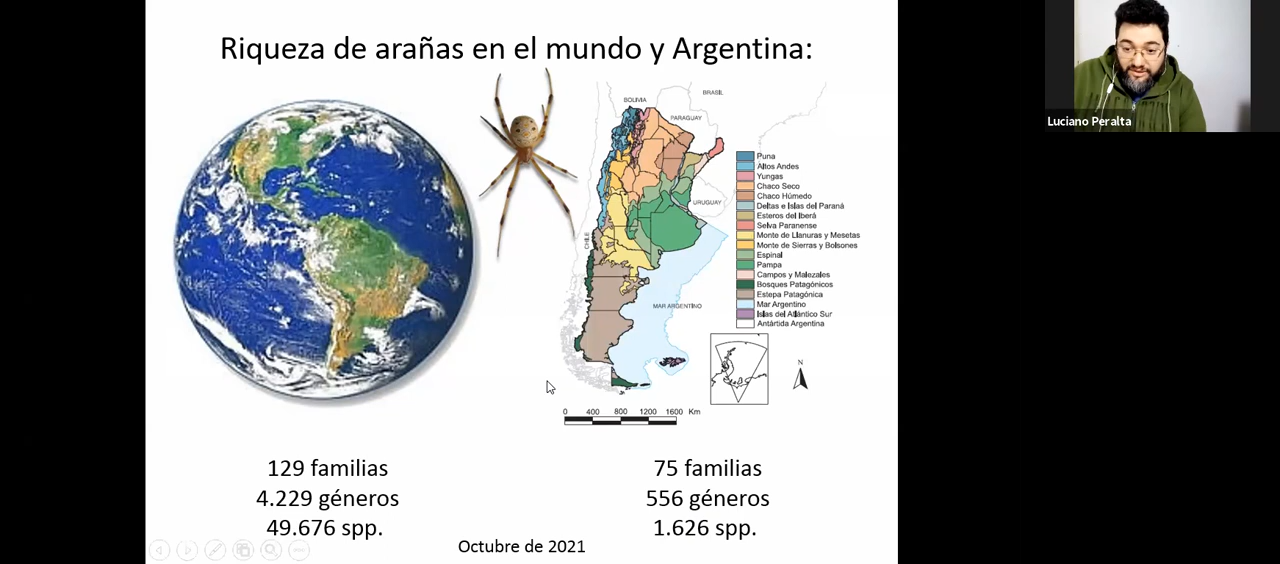 Riqueza de arañas en el mundo y Argentina:
Luciano Peralta
BOLIVIA
BRASIL
PARAGUAY
URUGUAY
CHILE
MAR ARGENTINO
Puna
Altos Andes
Yungas
Chaco Seco
Chaco Húmedo
Deltas e Islas del Paraná
Esteros del Iberá
Selva Paranense
Monte de Llanuras y Mesetas
Monte de Sierras y Bolsones
Espinal
Pampa
Campos y Malezales
Bosques Patagónicos
Estepa Patagónica
Mar Argentino
Islas del Atlántico Sur
Antártida Argentina
N
0 400 800 1200 1600 Km
129 familias
4.229 géneros
49.676 spp.
75 familias
556 géneros
1.626 spp.
Octubre de 2021